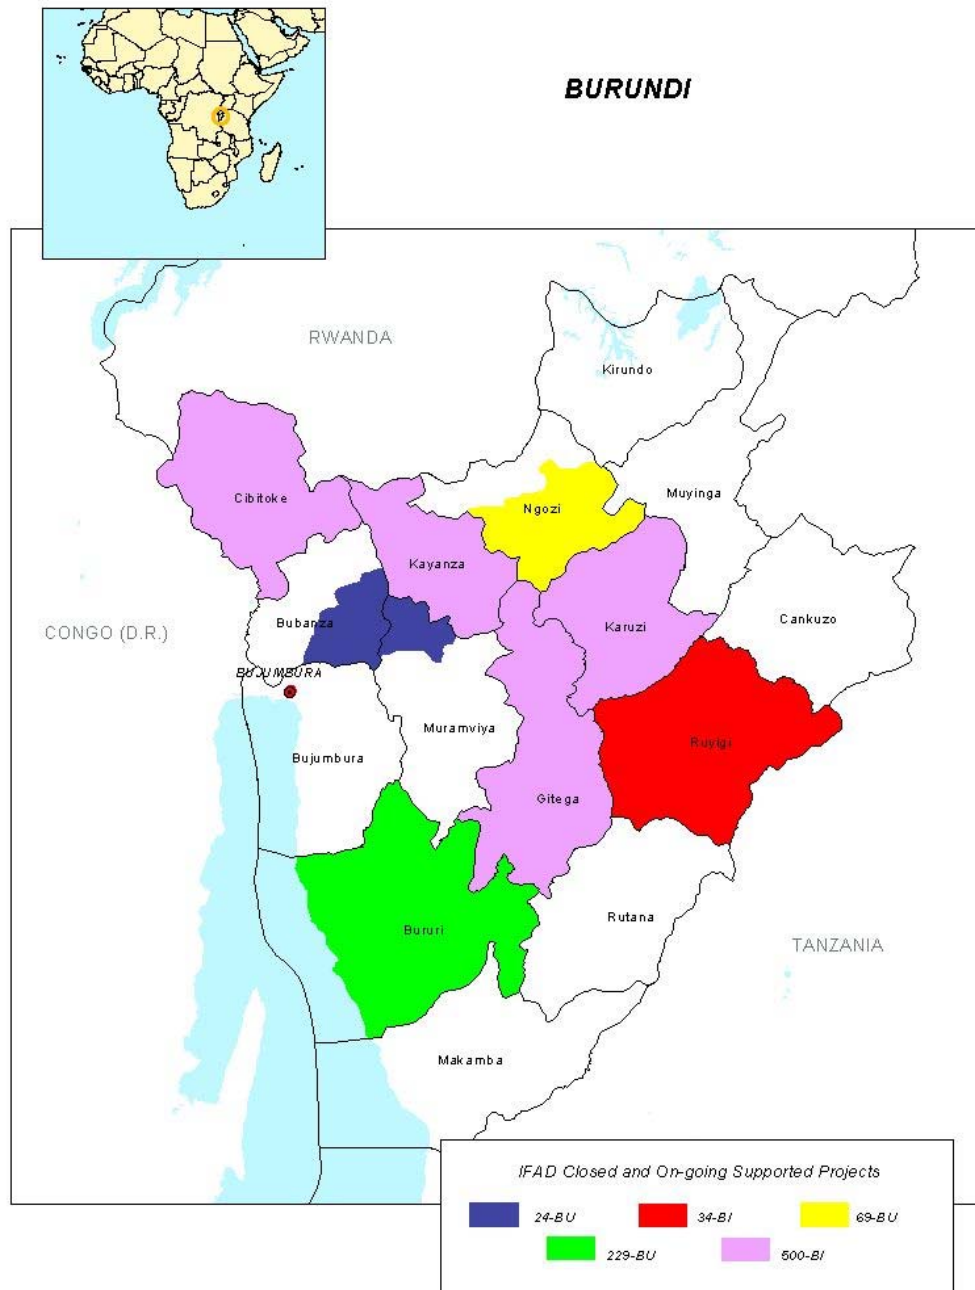 BURUNDI
RWANDA
Kirundo
Cibitoke
Ngozi
Muyinga
Kayanza
Bubanza
Karuzi
Cankuzo
CONGO (D.R.)
BUJUMBURA
Muramviya
Ruyigi
Bujumbura
Gitega
Rutana
Bururi
TANZANIA
Makamba
IFAD Closed and On-going Supported Projects
24-BU 34-BI 69-BU
229-BU 500-BI